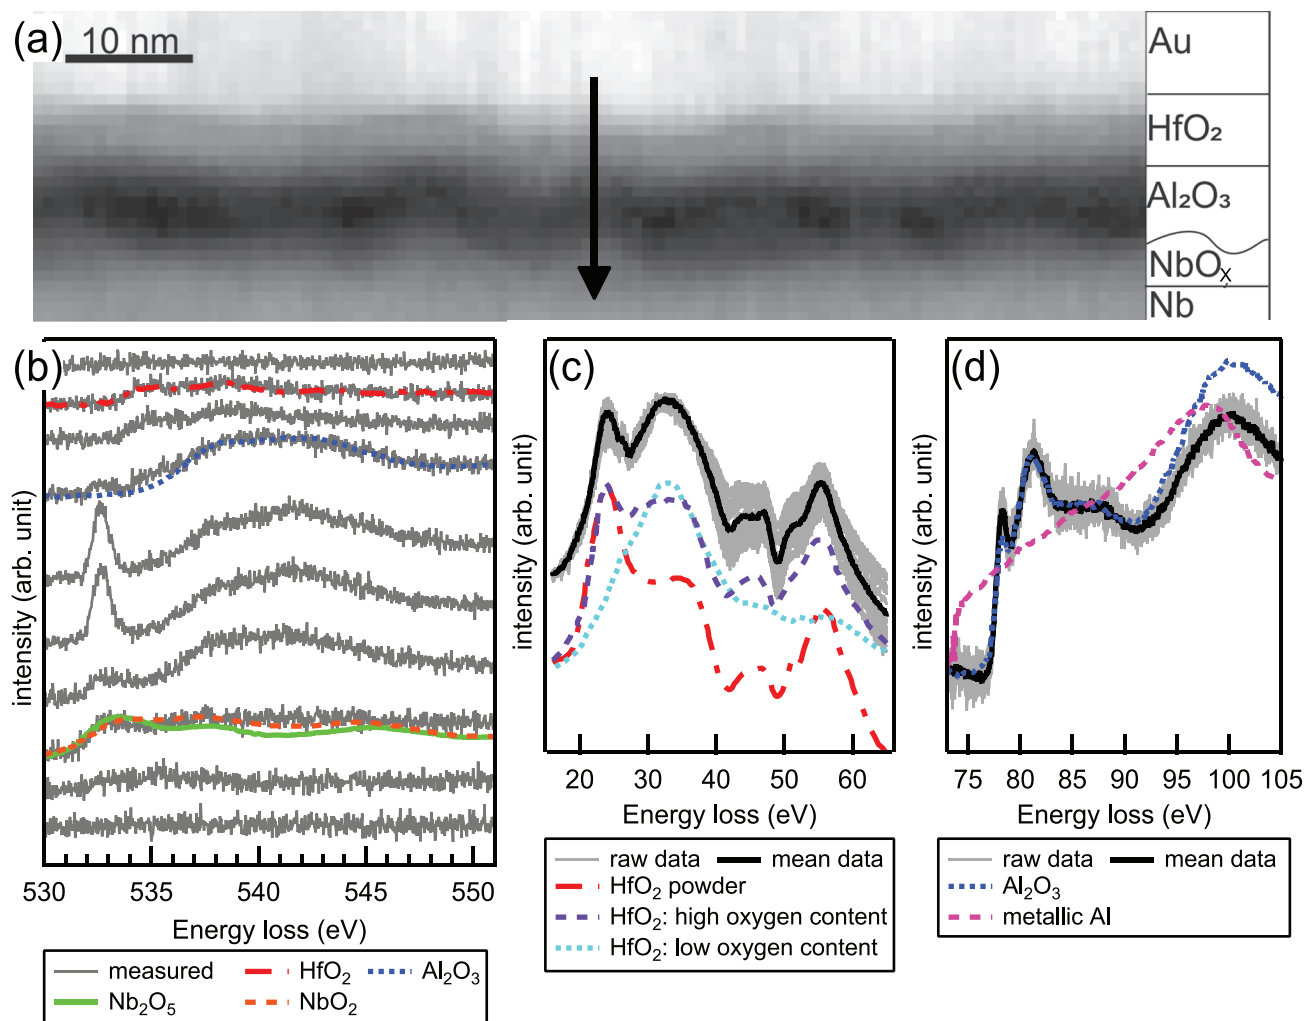 (a)
10 nm
Au
HfO₂
Al₂O₃
NbOₓ
Nb
(b)
intensity (arb. unit)
530 535 540 545 550
Energy loss (eV)
measured HfO₂ Al₂O₃
Nb₂O₅ NbO₂
(c)
intensity (arb. unit)
20 30 40 50 60
Energy loss (eV)
raw data mean data
HfO₂ powder
HfO₂: high oxygen content
HfO₂: low oxygen content
(d)
intensity (arb. unit)
75 80 85 90 95 100 105
Energy loss (eV)
raw data mean data
Al₂O₃
metallic Al